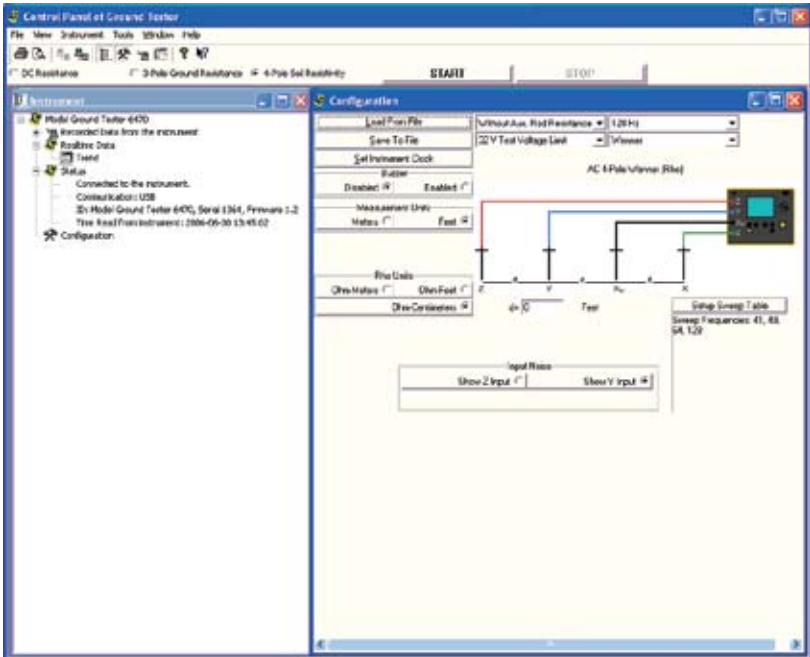 Control Panel of Ground Tester
File View Instrument Tools Window Help
DC Resistance 3-Pole Ground Resistance 4-Pole Soil Resistivity START STOP
Instrument
Model Ground Tester 6470
Recorded Data from the instrument
Realtime Data
Trend
Status
Connected to the instrument.
Communication: USB
ID: Model Ground Tester 6470, Serial 1364, Firmware 1.2
Time Read from instrument: 2006-06-30 13:45:02
Configuration
Configuration
Load From File
Save To File
Set Instrument Clock
Without Aux. Rod Resistance 128 Hz
32 V Test Voltage Limit Wenner
Buzzer
Disabled Enabled
Measurement Units
Meters Feet
Rho Units
Ohm-Meters Ohm-Feet
Ohm-Centimeters
AC 4-Pole Wenner (Rho)
Z Y X
d= 0 Feet
Setup Sweep Table
Sweep Frequencies: 41,
64, 128
Input Noise
Show Z Input Show Y Input